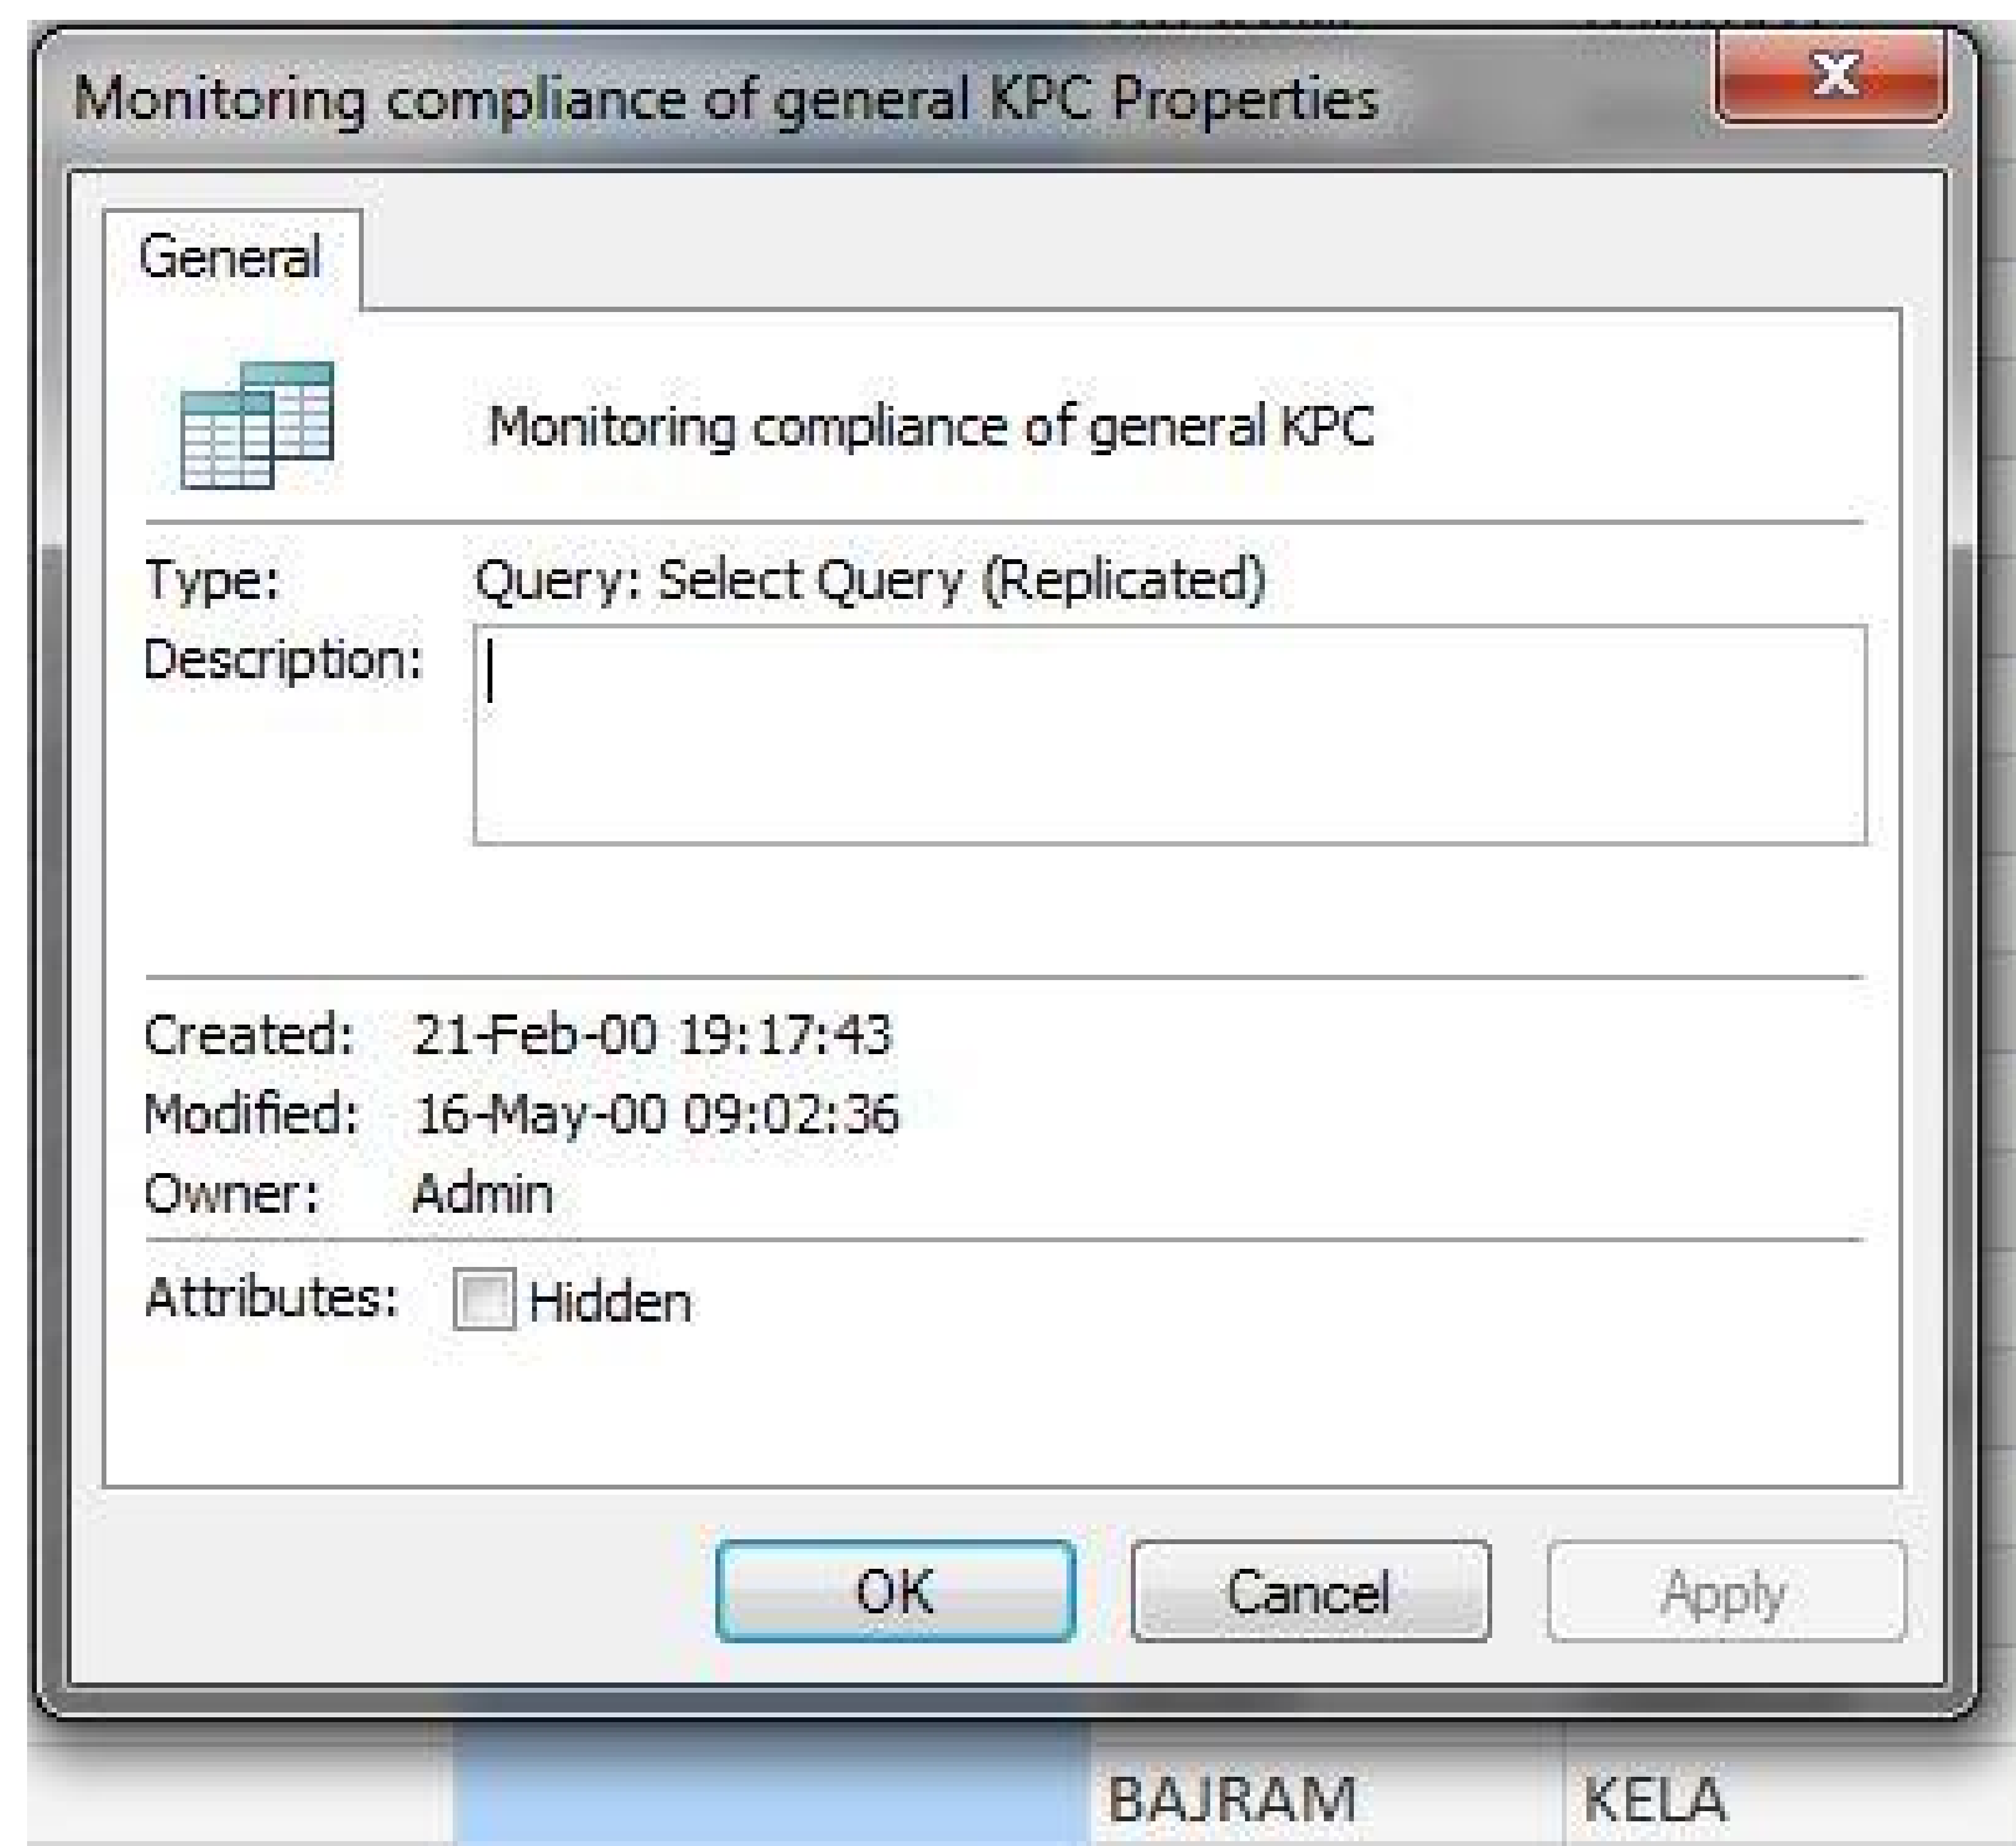 Monitoring compliance of general KPC Properties
General
Monitoring compliance of general KPC
Type: Query: Select Query (Replicated)
Description:
Created: 21-Feb-00 19:17:43
Modified: 16-May-00 09:02:36
Owner: Admin
Attributes: Hidden
OK Cancel Apply
BAJRAM KELA